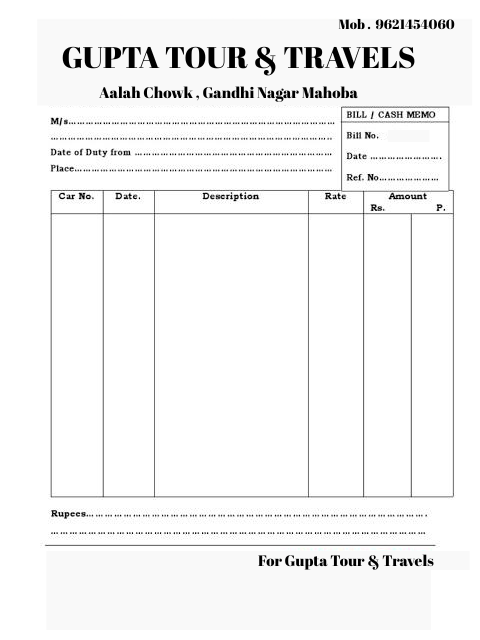 Mob. 9621454060
GUPTA TOUR & TRAVELS
Aalah Chowk , Gandhi Nagar Mahoba
BILL / CASH MEMO
M/s.............................................................
.............................................................
Bill No.
Date of Duty from .............................................
Date ........................
Place.............................................................
Ref. No....................
Car No. Date. Description Rate Amount
Rs. P.
Rupees.............................................................
.............................................................
For Gupta Tour & Travels